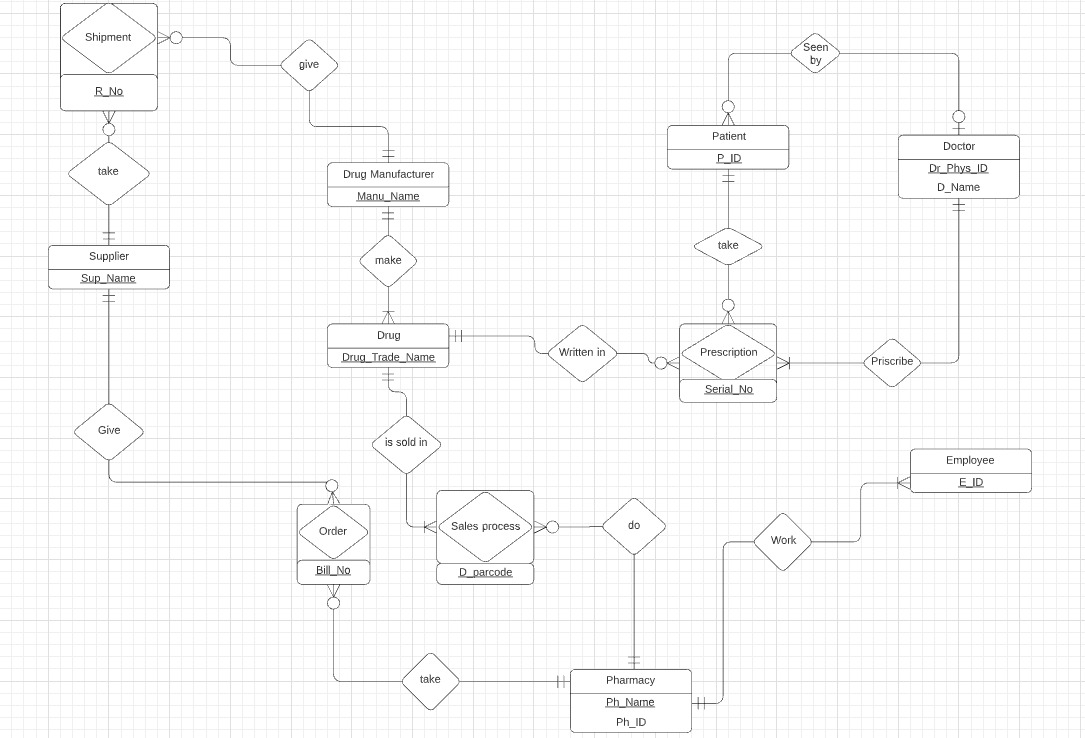 Shipment
R_No
give
Seen
by
Patient
P_ID
Doctor
Dr_Phys_ID
D_Name
take
Drug Manufacturer
Manu_Name
Supplier
Sup_Name
make
take
Drug
Drug_Trade_Name
Written in
Prescription
Serial_No
Priscribe
Give
is sold in
Employee
E_ID
Order
Bill_No
Sales process
D_parcode
do
Work
take
Pharmacy
Ph_Name
Ph_ID